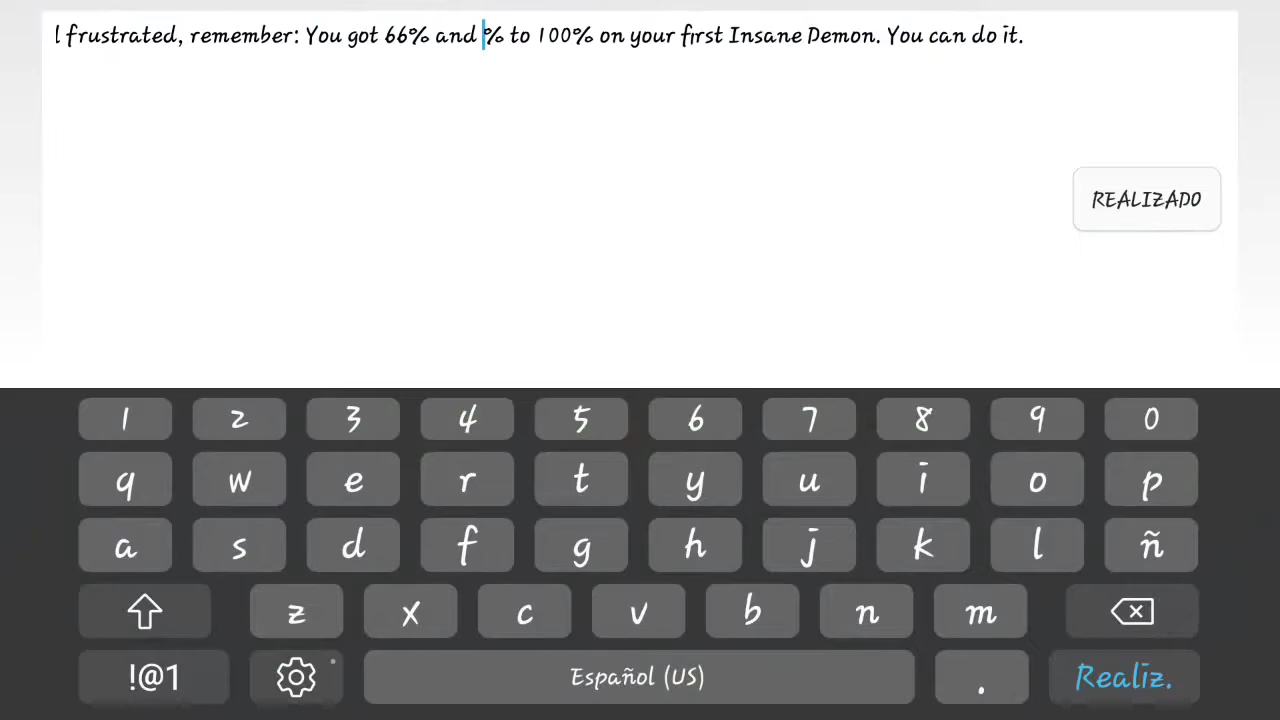 l frustrated, remember: You got 66% and % to 100% on your first Insane Demon. You can do it.
REALIZADO
1 2 3 4 5 6 7 8 9 0
q w e r t y u i o p
a s d f g h j k l ñ
z x c v b n m
!@1 Español (US) . Realiz.